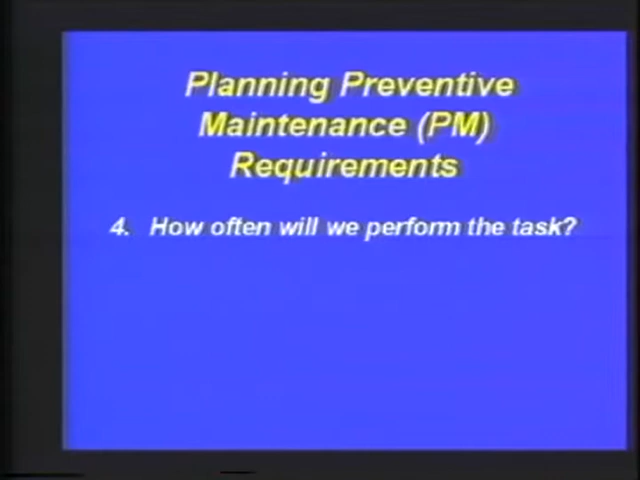 Planning Preventive
Maintenance (PM)
Requirements
4. How often will we perform the task?